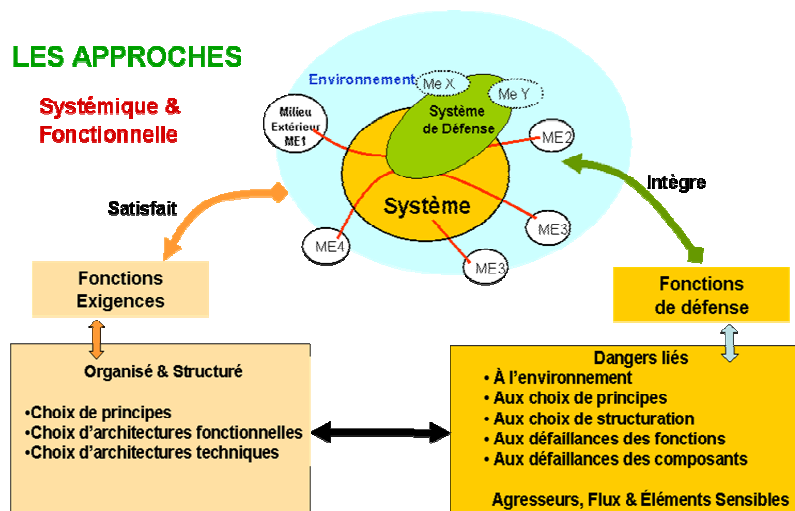 LES APPROCHES
Systémique &
Fonctionnelle
Environnement
Me X
Me Y
Système
de Défense
Milieu
Extérieur
ME1
ME2
Système
ME3
ME3
ME4
Satisfait
Intègre
Fonctions
Exigences
Fonctions
de défense
Organisé & Structuré
•Choix de principes
•Choix d'architectures fonctionnelles
•Choix d'architectures techniques
Dangers liés
• À l'environnement
• Aux choix de principes
• Aux choix de structuration
• Aux défaillances des fonctions
• Aux défaillances des composants
Agresseurs, Flux & Éléments Sensibles